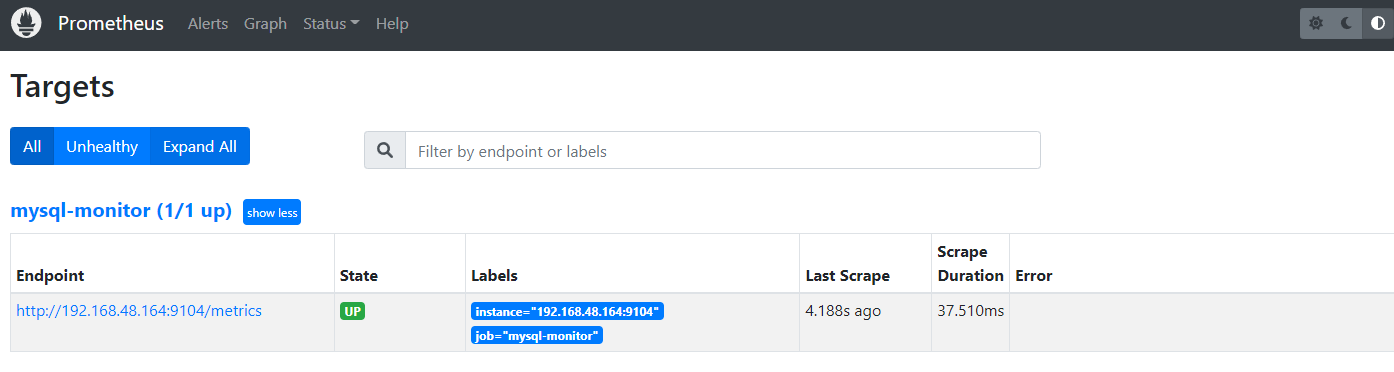 Prometheus Alerts Graph Status Help
Targets
All Unhealthy Expand All
Filter by endpoint or labels
mysql-monitor (1/1 up) show less
Endpoint State Labels Last Scrape Scrape Duration Error
http://192.168.48.164:9104/metrics UP instance="192.168.48.164:9104" 4.188s ago 37.510ms
job="mysql-monitor"